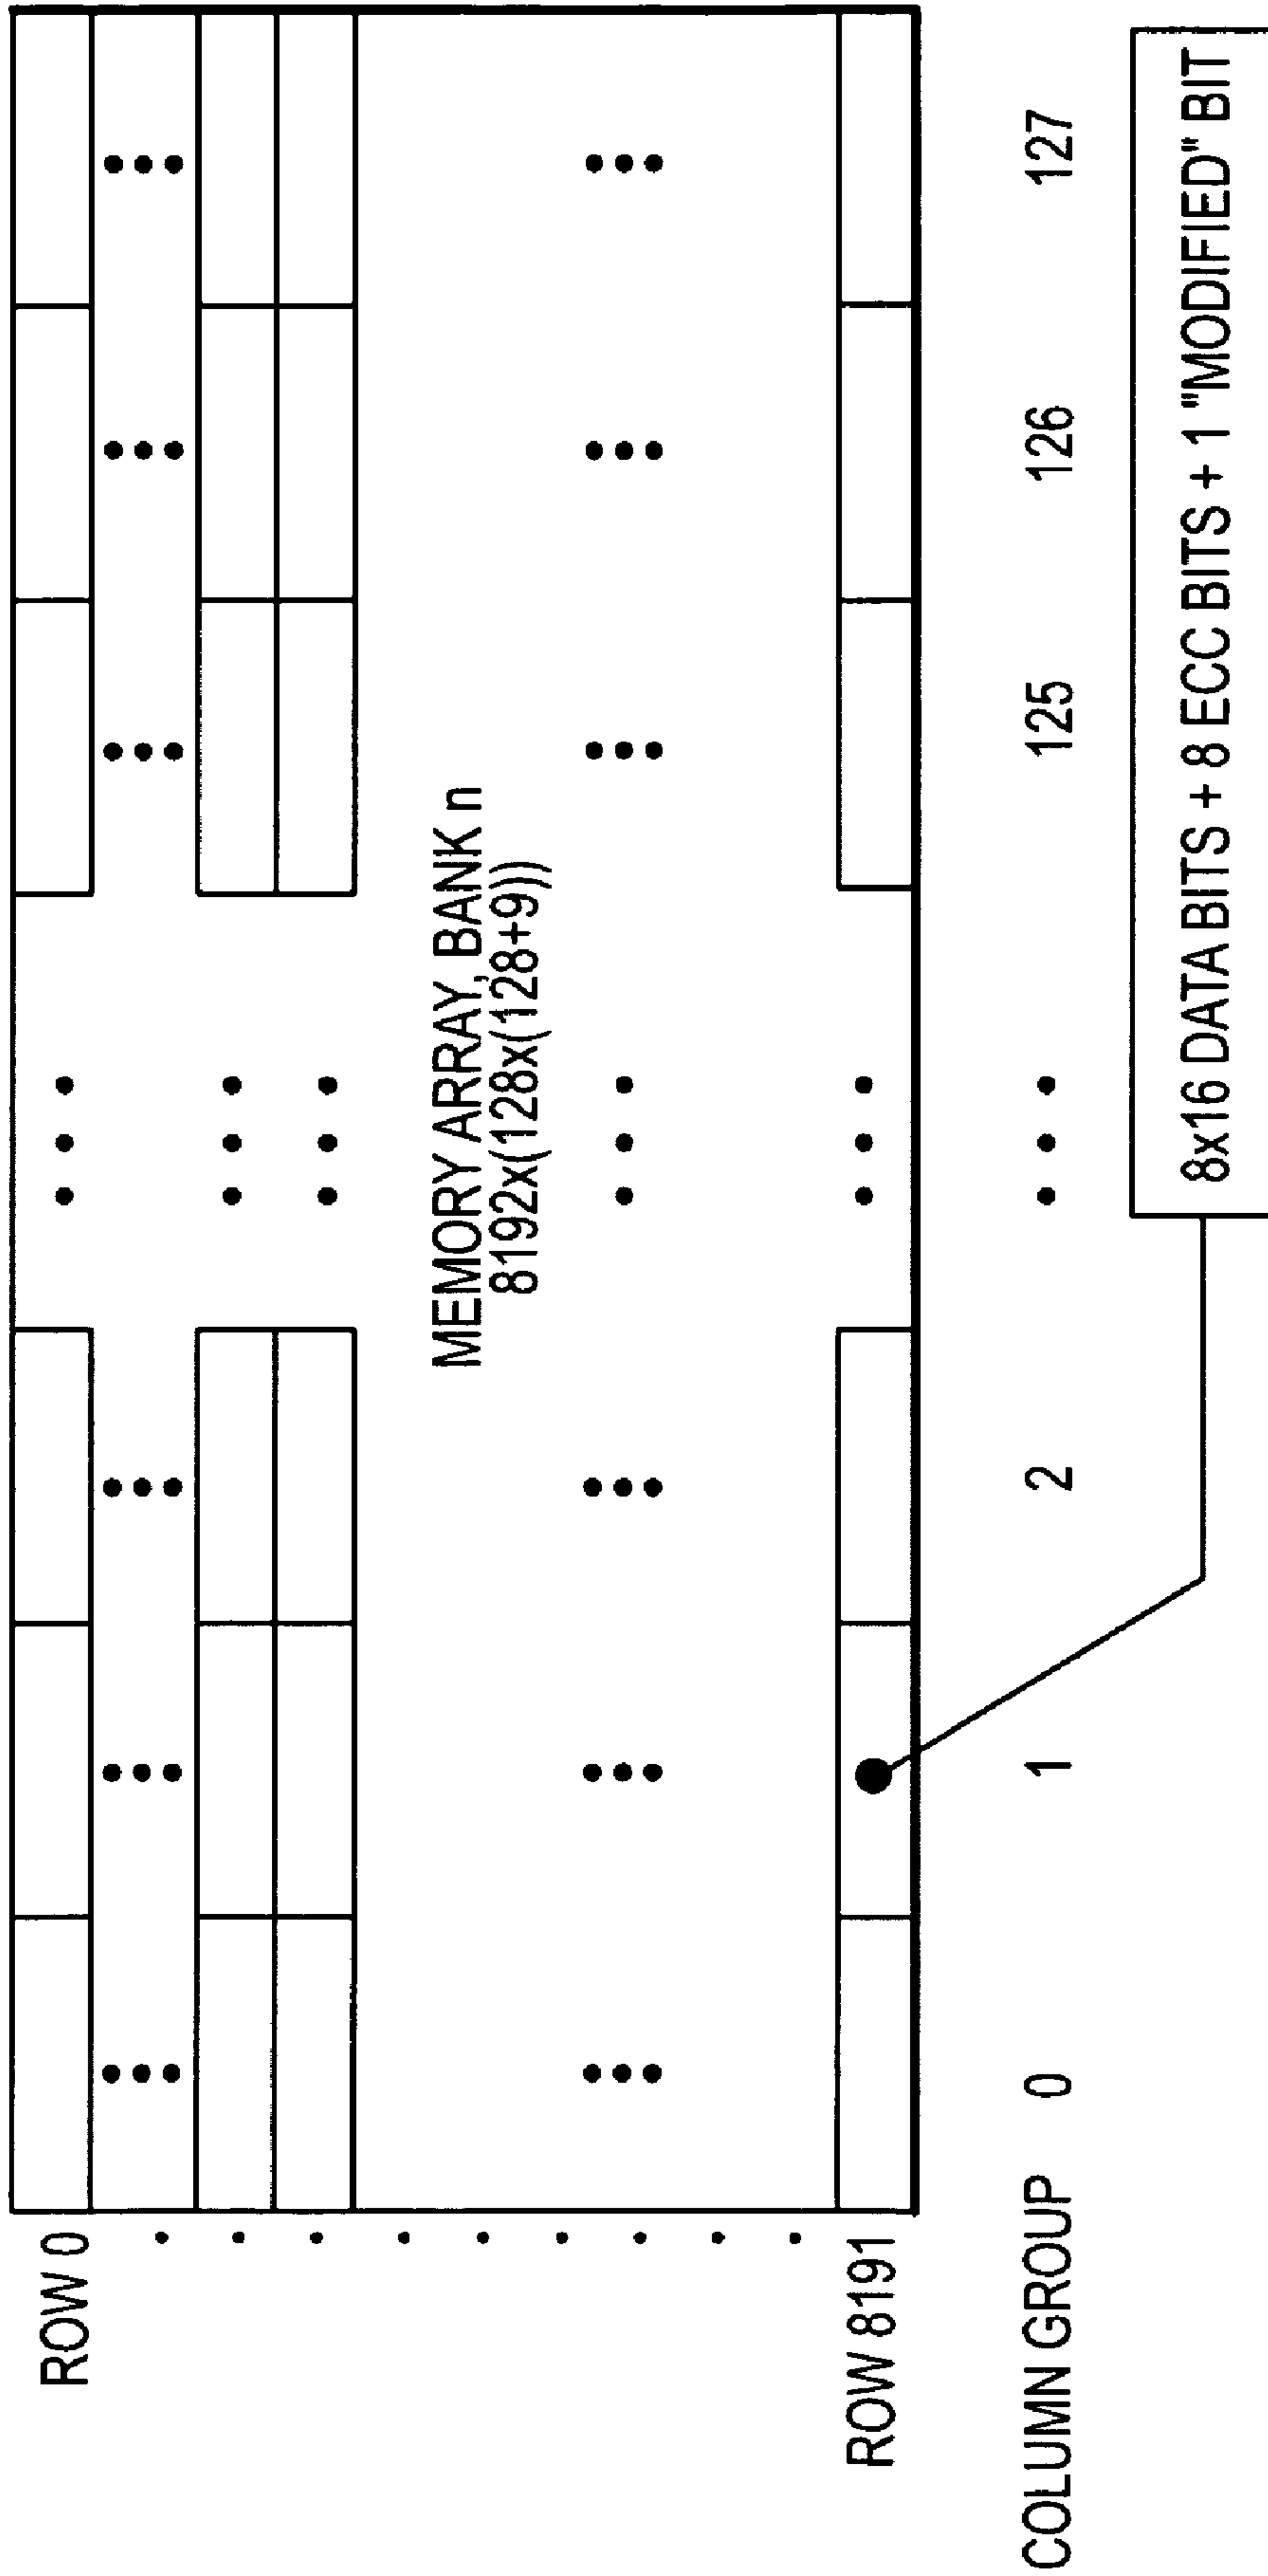 ROW 0
MEMORY ARRAY, BANK n
8192x(128x(128+9))
ROW 8191
COLUMN GROUP 0 1 2 125 126 127
8x16 DATA BITS + 8 ECC BITS + 1 "MODIFIED" BIT